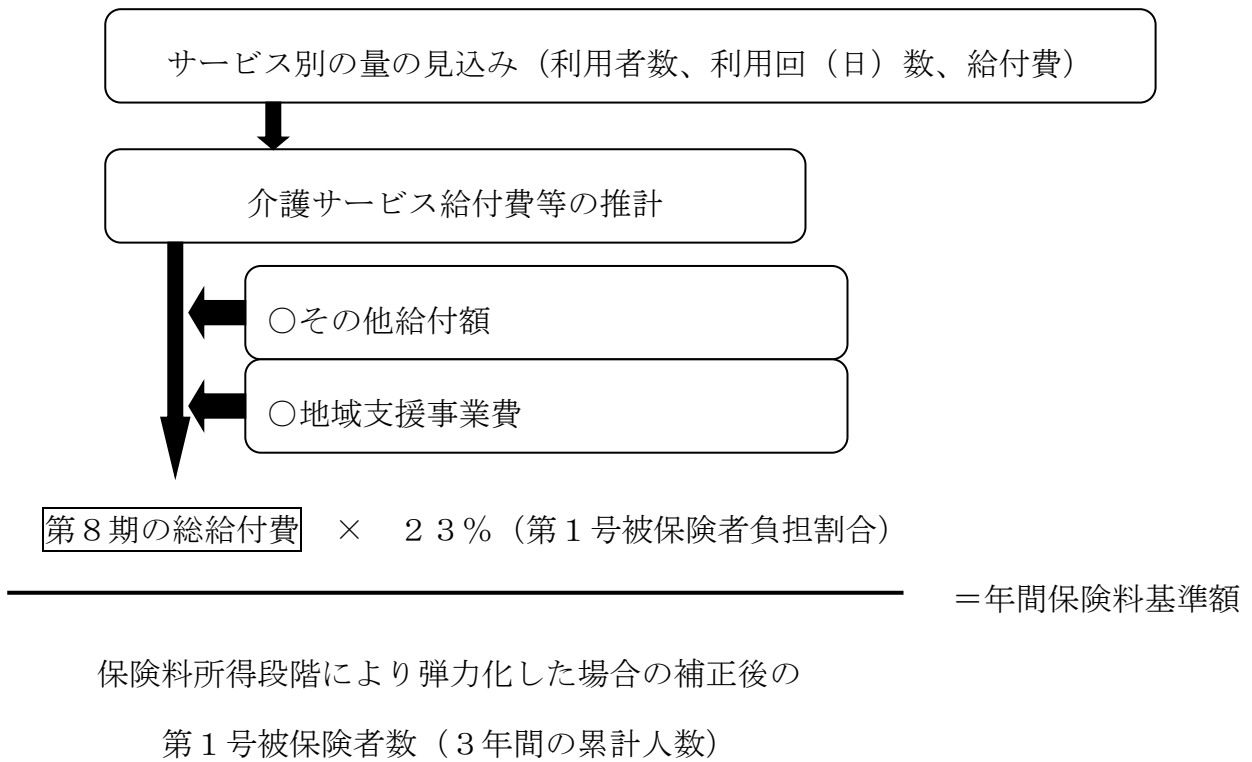 サービス別の量の見込み（利用者数、利用回（日）数、給付費）
介護サービス給付費等の推計
○その他給付額
○地域支援事業費
第８期の総給付費　×　２３％（第１号被保険者負担割合）
＝年間保険料基準額
保険料所得段階により弾力化した場合の補正後の
第１号被保険者数（３年間の累計人数）